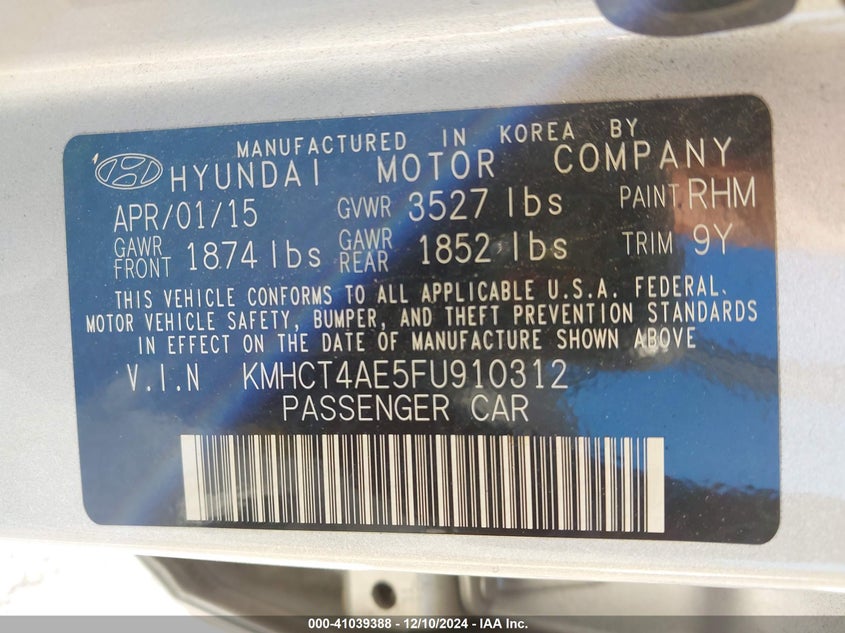 MANUFACTURED IN KOREA BY
HYUNDAI MOTOR COMPANY
APR/01/15 GVWR 3527 lbs PAINT RHM
GAWR FRONT 1874 lbs GAWR REAR 1852 lbs TRIM 9Y
THIS VEHICLE CONFORMS TO ALL APPLICABLE U.S.A. FEDERAL
MOTOR VEHICLE SAFETY, BUMPER, AND THEFT PREVENTION STANDARDS
IN EFFECT ON THE DATE OF MANUFACTURE SHOWN ABOVE
V.I.N KMHCT4AE5FU910312
PASSENGER CAR
000-41039388 - 12/10/2024 - IAA Inc.